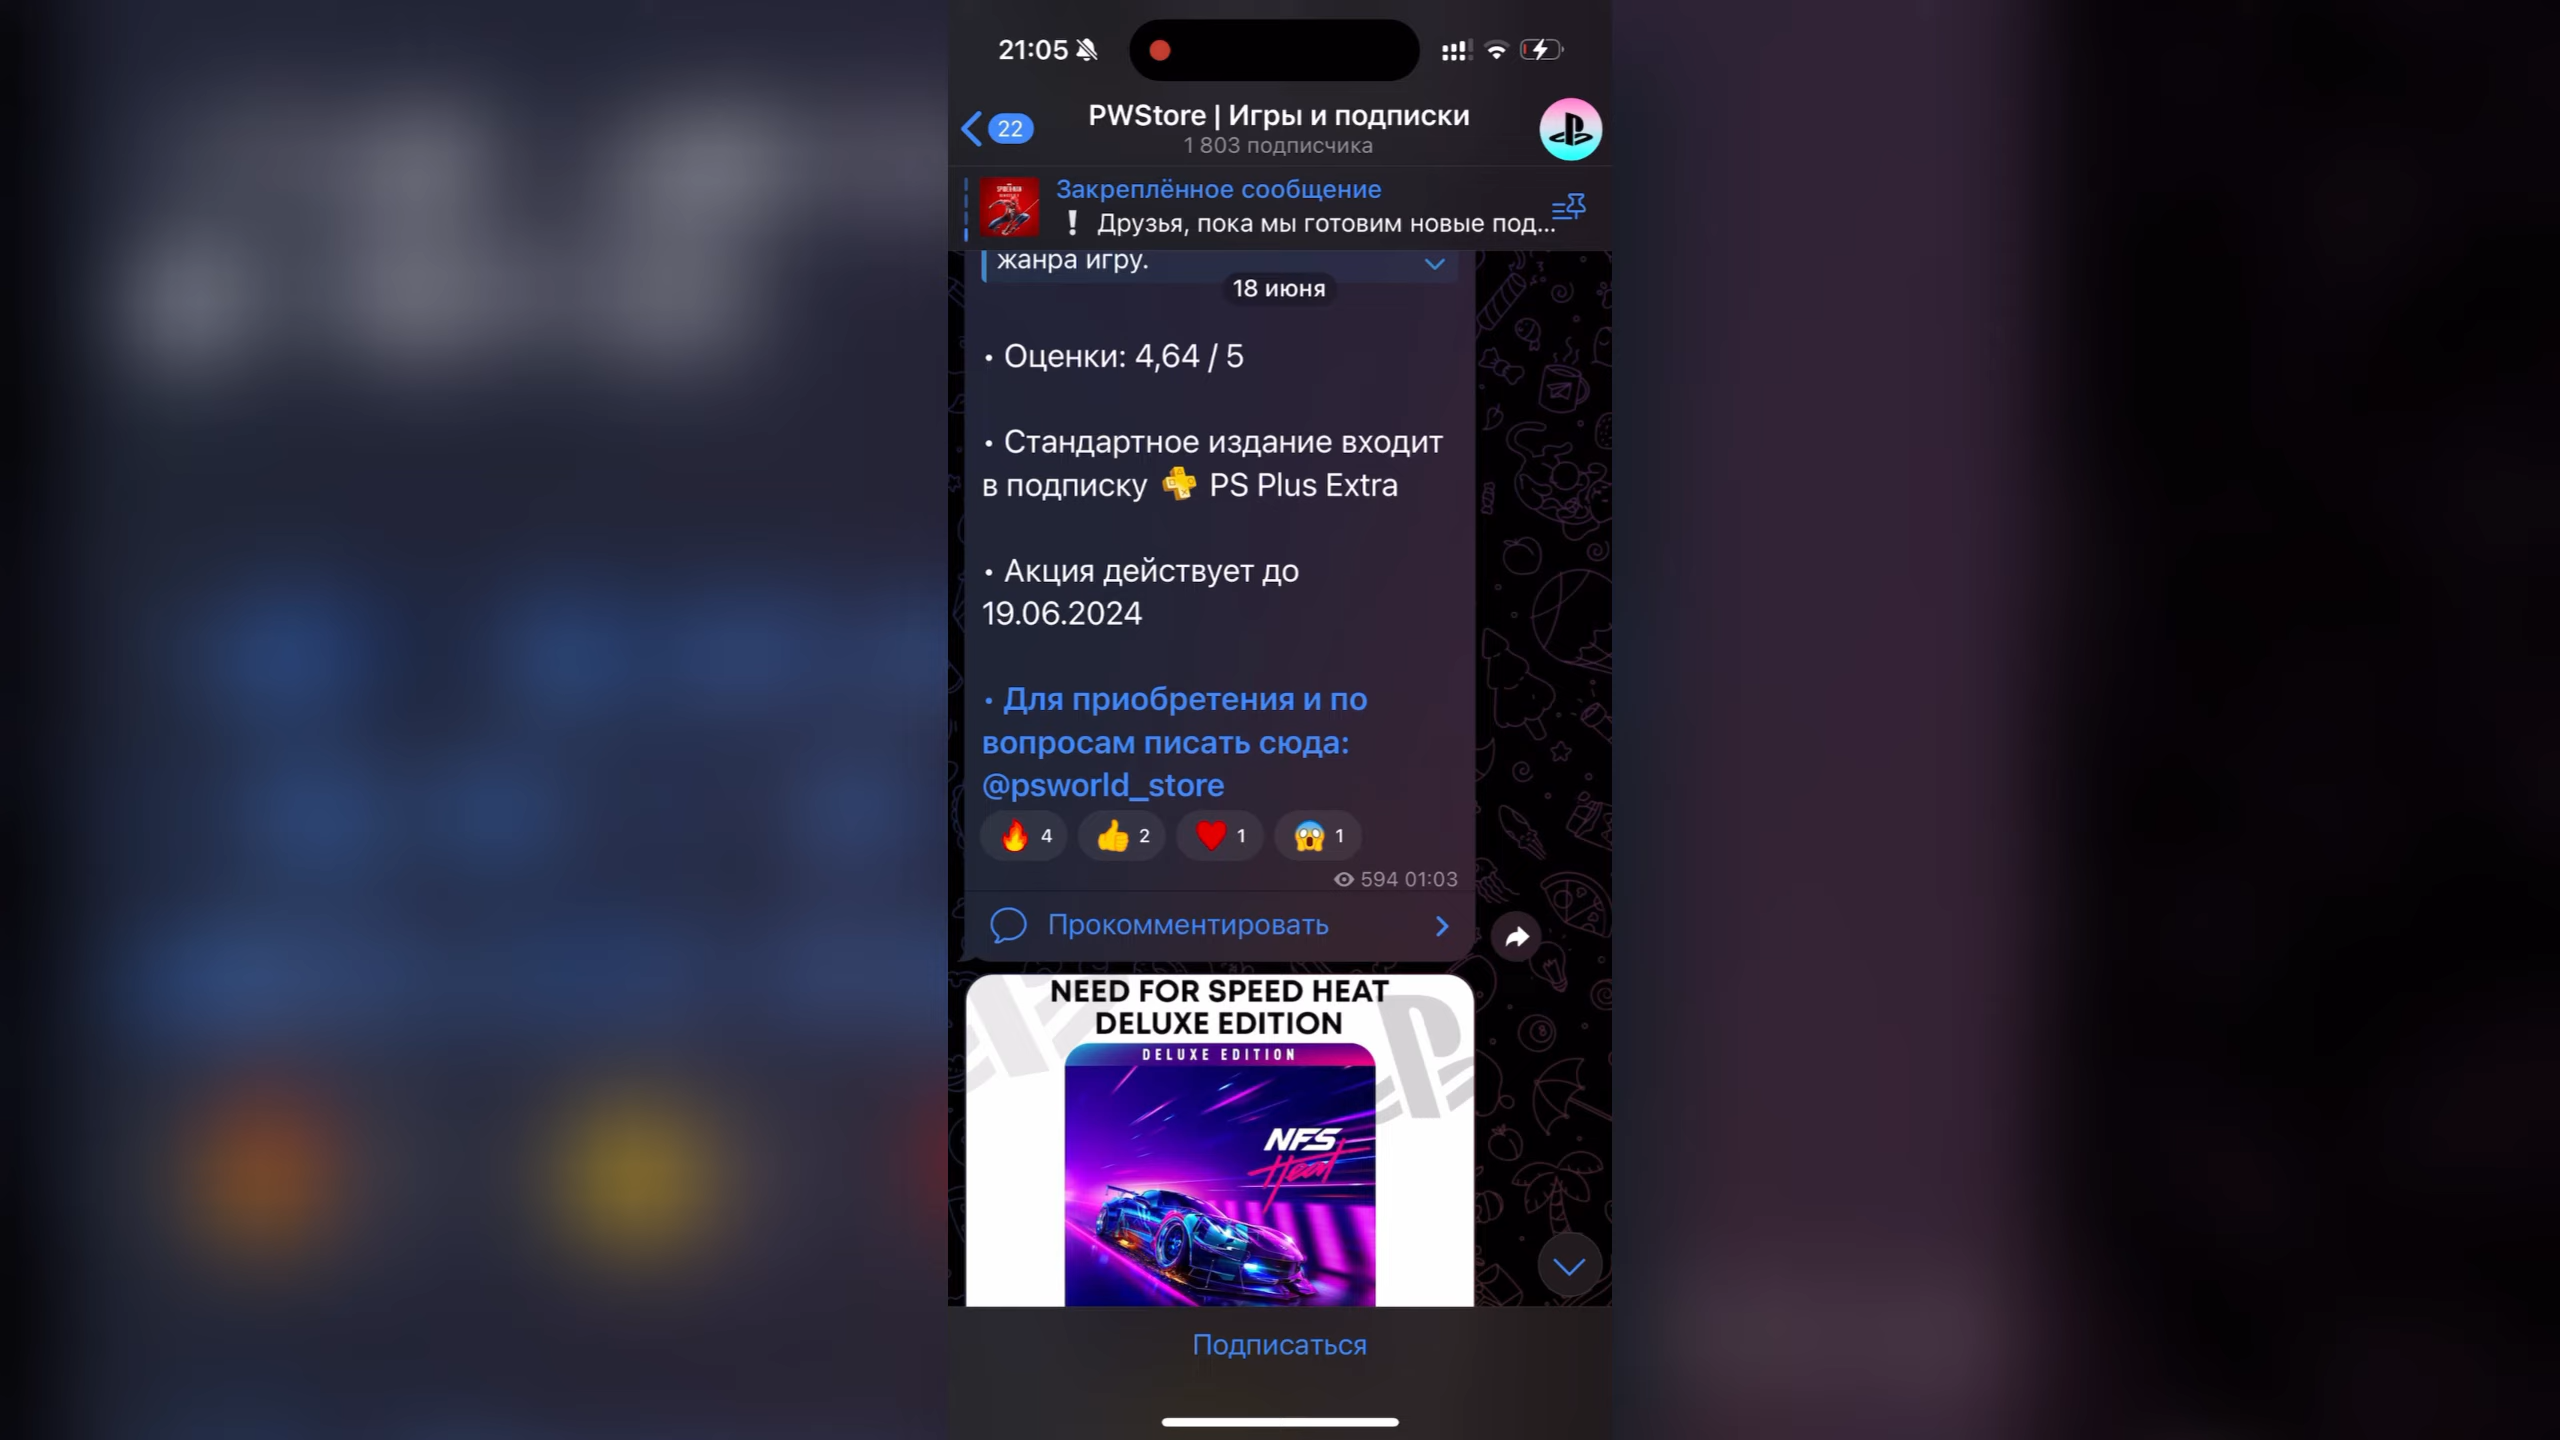 21:05
22
PWStore | Игры и подписки
1 803 подписчика
Закреплённое сообщение
❗ Друзья, пока мы готовим новые под...
жанра игру.
18 июня
• Оценки: 4,64 / 5
• Стандартное издание входит
в подписку PS Plus Extra
• Акция действует до
19.06.2024
• Для приобретения и по
вопросам писать сюда:
@psworld_store
🔥 4 👍 2 ❤️ 1 😱 1
594 01:03
Прокомментировать
NEED FOR SPEED HEAT
DELUXE EDITION
DELUXE EDITION
NFS
Heat
Подписаться